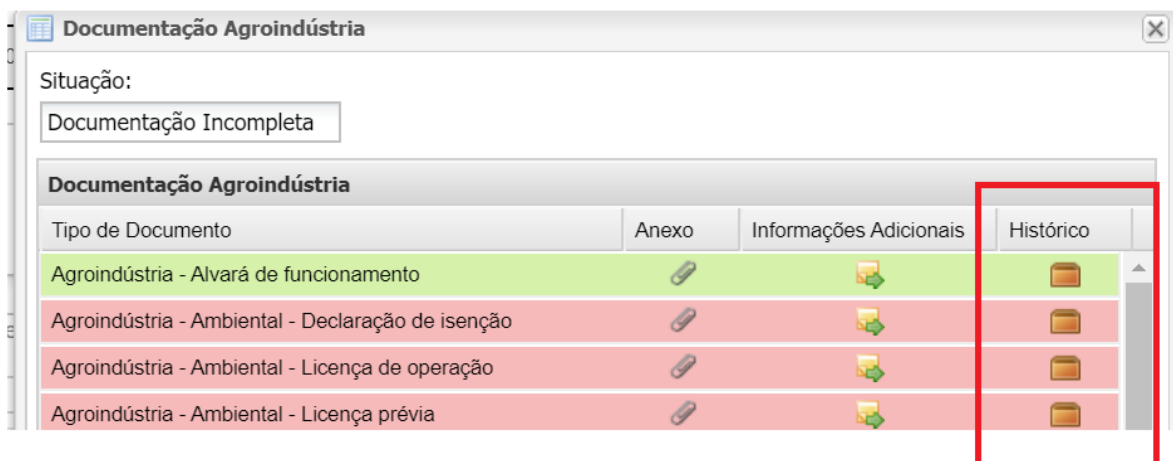 Documentação Agroindústria
Situação:
Documentação Incompleta
Documentação Agroindústria
Tipo de Documento Anexo Informações Adicionais Histórico
Agroindústria - Alvará de funcionamento
Agroindústria - Ambiental - Declaração de isenção
Agroindústria - Ambiental - Licença de operação
Agroindústria - Ambiental - Licença prévia